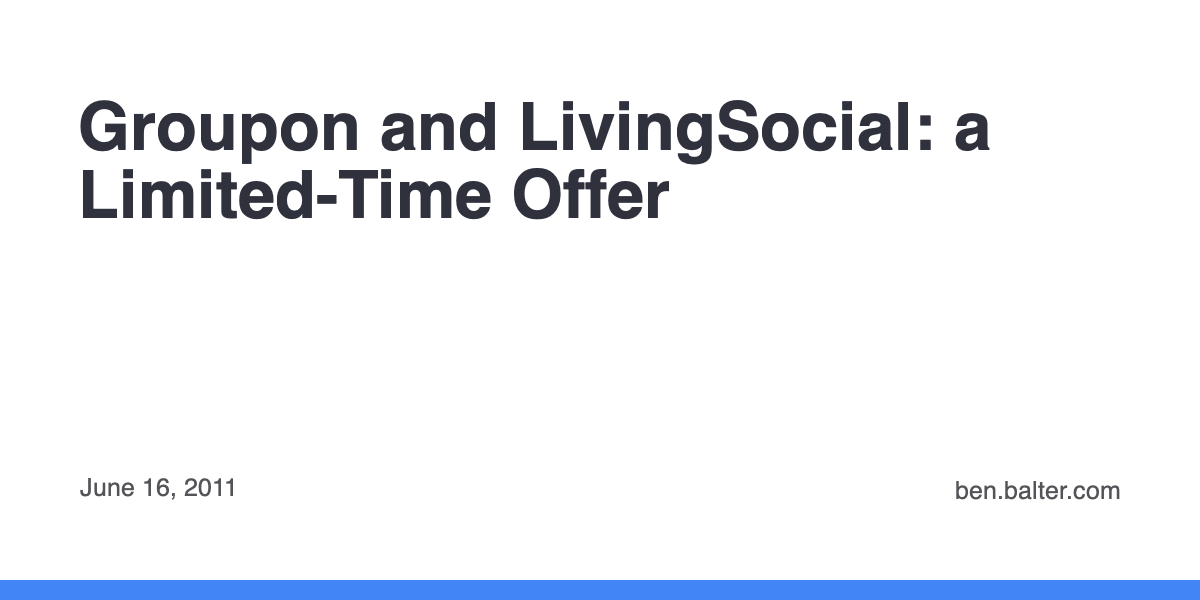 Groupon and LivingSocial: a
Limited-Time Offer
June 16, 2011
ben.balter.com